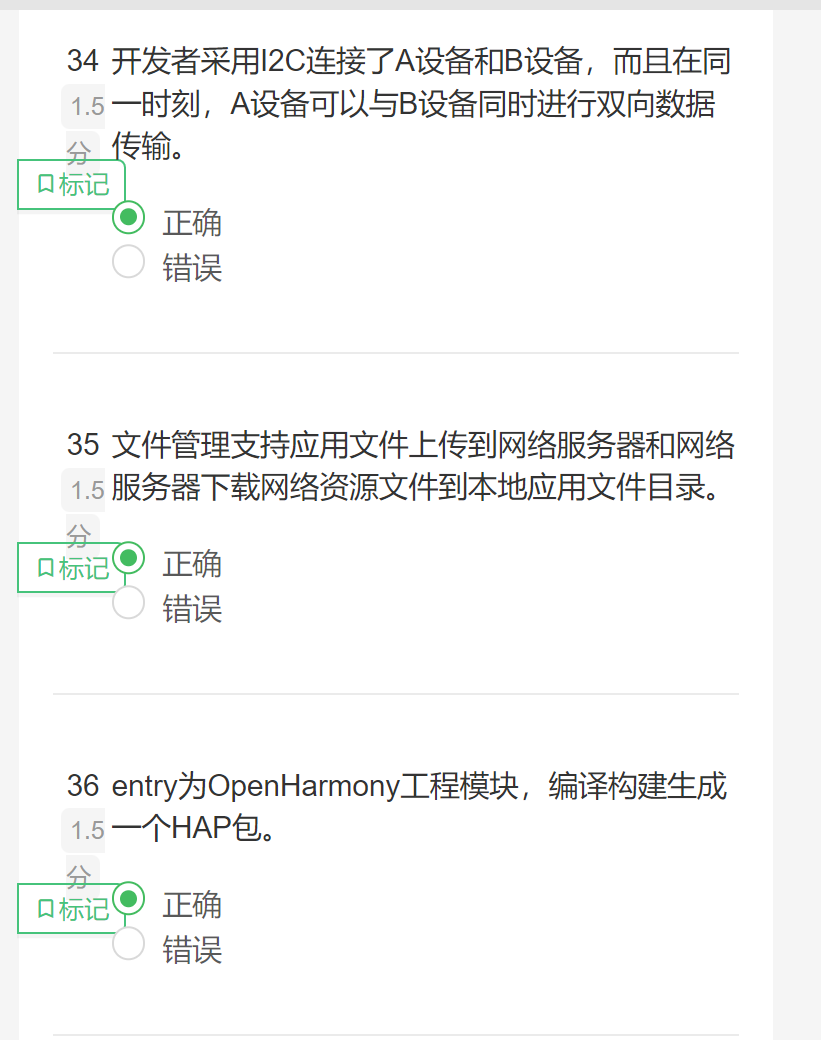 34 开发者采用I2C连接了A设备和B设备，而且在同
1.5 一时刻，A设备可以与B设备同时进行双向数据
分 传输。
标记
正确
错误
35 文件管理支持应用文件上传到网络服务器和网络
1.5 服务器下载网络资源文件到本地应用文件目录。
分
标记 正确
错误
36 entry为OpenHarmony工程模块，编译构建生成
1.5 一个HAP包。
分
标记 正确
错误